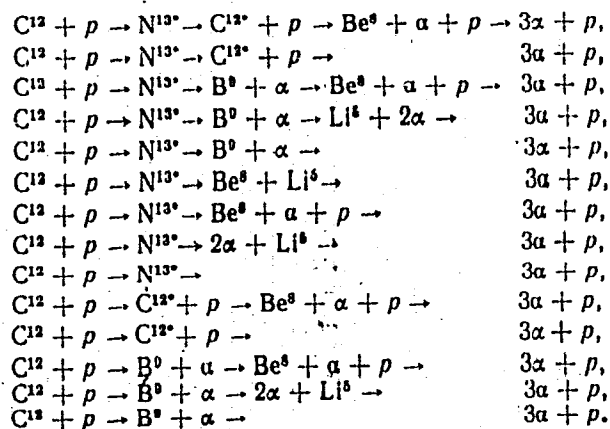 C¹² + p → N¹³* → C¹²* + p → Be⁸ + α + p → 3α + p,
C¹² + p → N¹³* → C¹²* + p → 3α + p,
C¹² + p → N¹³* → B⁹ + α → Be⁸ + α + p → 3α + p,
C¹² + p → N¹³* → B⁹ + α → Li⁵ + 2α → 3α + p,
C¹² + p → N¹³* → B⁹ + α → 3α + p,
C¹² + p → N¹³* → Be⁸ + Li⁵ → 3α + p,
C¹² + p → N¹³* → Be⁸ + α + p → 3α + p,
C¹² + p → N¹³* → 2α + Li⁵ → 3α + p,
C¹² + p → N¹³* → 3α + p,
C¹² + p → C¹²* + p → Be⁸ + α + p → 3α + p,
C¹² + p → C¹²* + p → 3α + p,
C¹² + p → B⁹ + α → Be⁸ + α + p → 3α + p,
C¹² + p → B⁹ + α → 2α + Li⁵ → 3α + p,
C¹² + p → B⁹ + α → 3α + p.